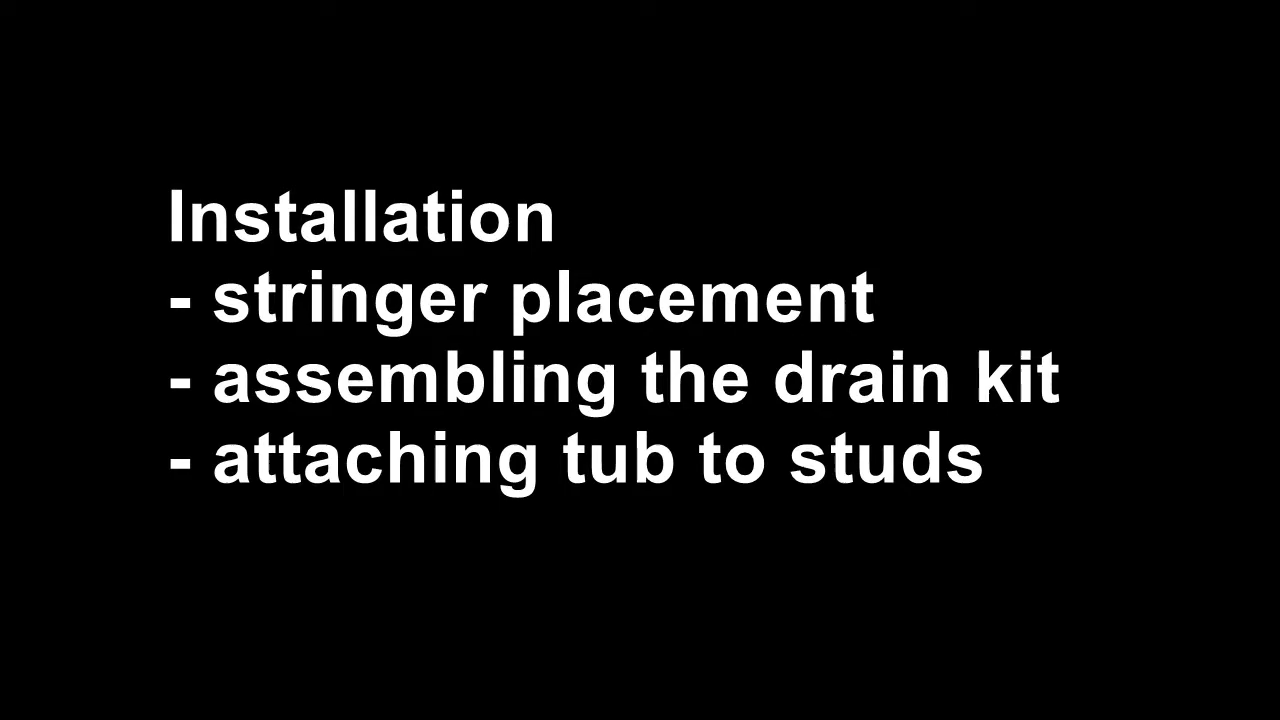 Installation
- stringer placement
- assembling the drain kit
- attaching tub to studs